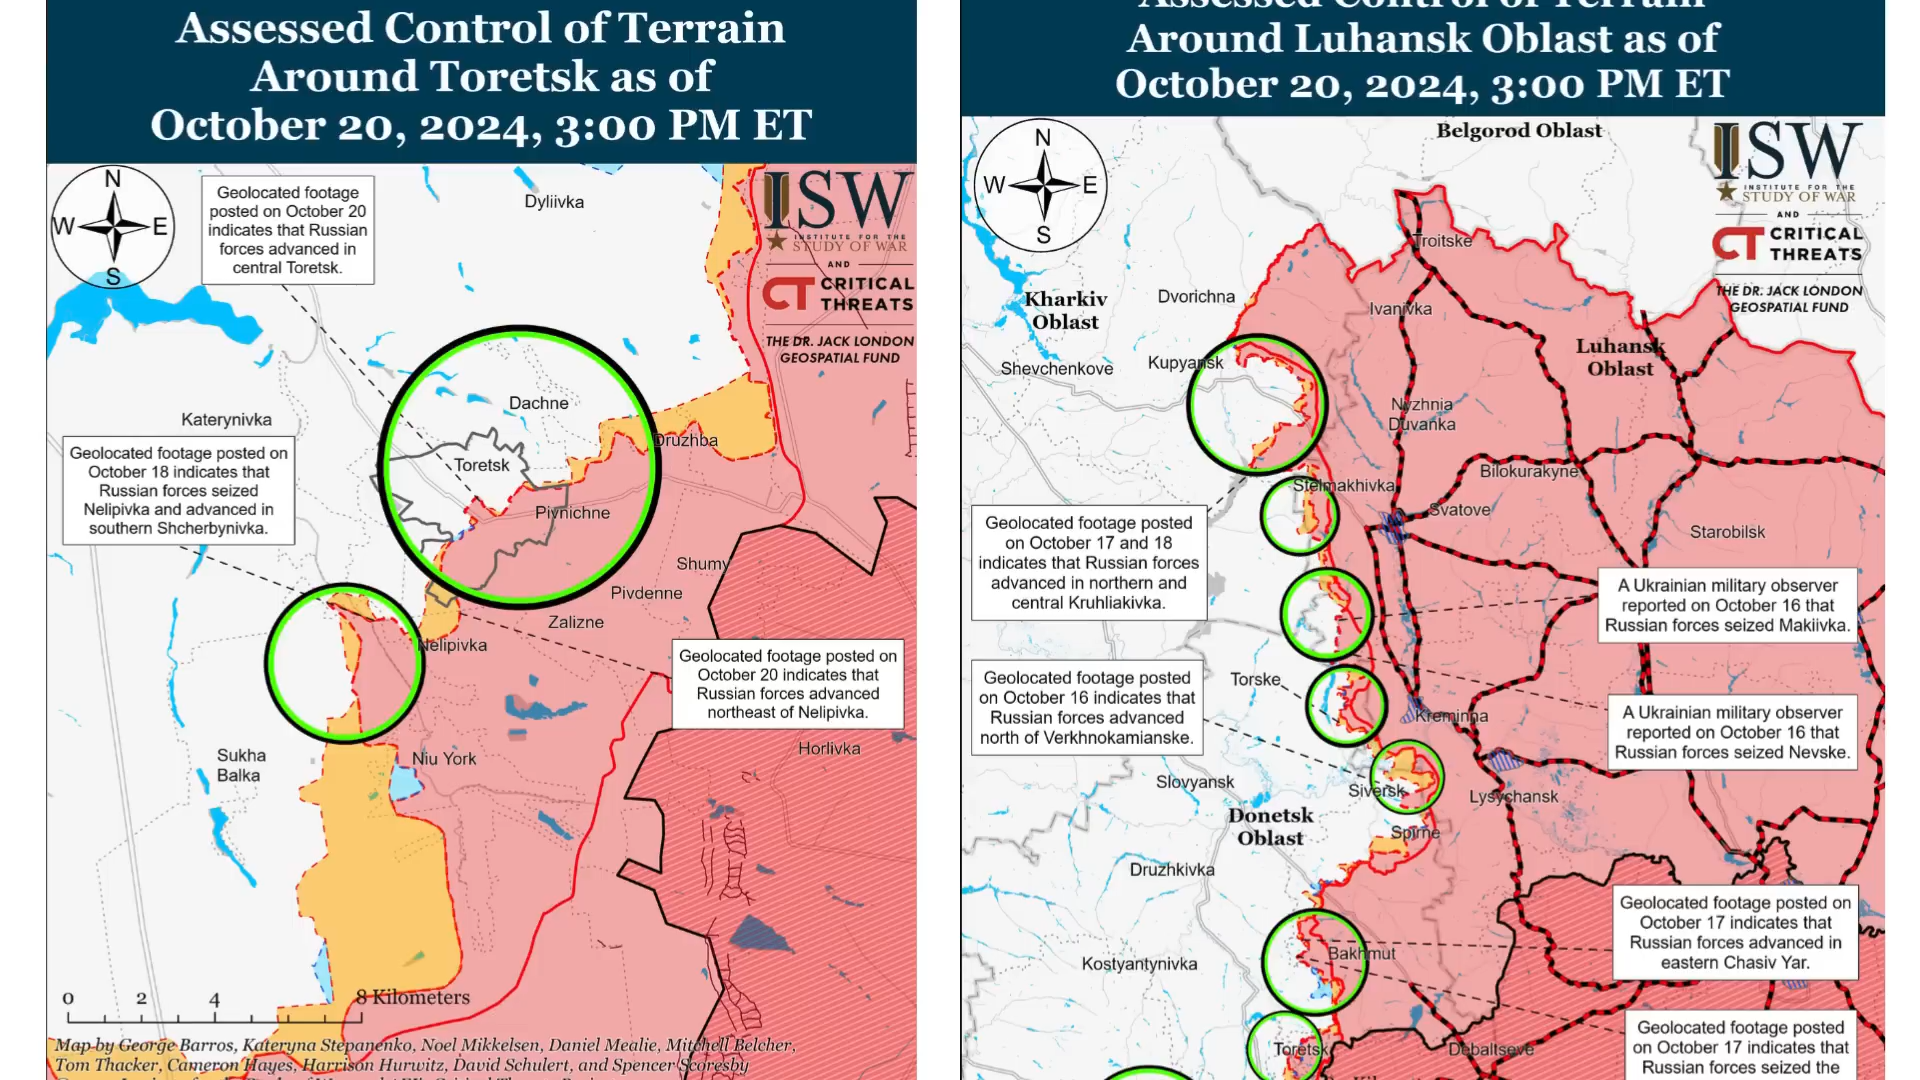 Assessed Control of Terrain
Around Toretsk as of
October 20, 2024, 3:00 PM ET
N
W
E
S
Geolocated footage
posted on October 20
indicates that Russian
forces advanced in
central Toretsk.
Dyliivka
ISW
INSTITUTE FOR THE
STUDY OF WAR
AND
CT CRITICAL
THREATS
THE DR. JACK LONDON
GEOSPATIAL FUND
Katerynivka
Dachne
Druzhba
Toretsk
Pivnichne
Geolocated footage posted on
October 18 indicates that
Russian forces seized
Nelipivka and advanced in
southern Shcherbynivka.
Shumy
Pivdenne
Zalizne
Nelipivka
Geolocated footage posted on
October 20 indicates that
Russian forces advanced
northeast of Nelipivka.
Sukha
Balka
Niu York
Horlivka
0 2 4 8 Kilometers
Map by George Barros, Kateryna Stepanenko, Noel Mikkelsen, Daniel Mealie, Mitchell Belcher,
Tom Thacker, Cameron Hayes, Harrison Hurwitz, David Schulert, and Spencer Scoresby
Assessed Control of Terrain
Around Luhansk Oblast as of
October 20, 2024, 3:00 PM ET
Belgorod Oblast
N
W
E
S
ISW
INSTITUTE FOR THE
STUDY OF WAR
AND
CT CRITICAL
THREATS
THE DR. JACK LONDON
GEOSPATIAL FUND
Troitske
Kharkiv
Oblast
Dvorichna
Ivanivka
Luhansk
Oblast
Shevchenkove
Kupyansk
Nyzhnia
Duvanka
Bilokurakyne
Stelmakhivka
Svatove
Starobilsk
Geolocated footage posted
on October 17 and 18
indicates that Russian forces
advanced in northern and
central Kruhliakivka.
A Ukrainian military observer
reported on October 16 that
Russian forces seized Makiivka.
Geolocated footage posted
on October 16 indicates that
Russian forces advanced
north of Verkhnokamianske.
Torske
Kreminna
A Ukrainian military observer
reported on October 16 that
Russian forces seized Nevske.
Slovyansk
Siversk
Lysychansk
Donetsk
Oblast
Spirne
Druzhkivka
Geolocated footage posted on
October 17 indicates that
Russian forces advanced in
eastern Chasiv Yar.
Kostyantynivka
Bakhmut
Toretsk
Debaltseve
Geolocated footage posted
on October 17 indicates that
Russian forces seized the